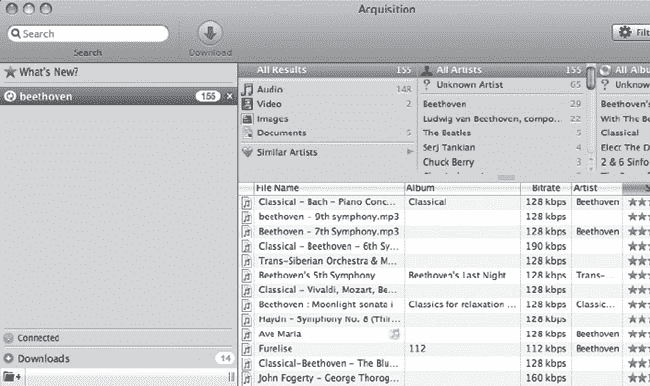 Acquisition
Search
Search
Download
Filt
What's New?
beethoven 155 x
All Results 155
Audio 148
Video 2
Images
Documents 5
Similar Artists
All Artists 155
Unknown Artist 65
Beethoven 29
Ludwig van Beethoven, compo... 22
The Beatles 5
Serj Tankian 4
Chuck Berry 3
All Albu
Unknown
Beethoven's
With The B
Classical
Elect The D
2 & 6 Sinfo
File Name Album Bitrate Artist
Classical - Bach - Piano Conc... Classical 128 kbps Beethoven
beethoven - 9th symphony.mp3 128 kbps
Beethoven - 7th Symphony.mp3 128 kbps Beethoven
Classical - Beethoven - 6th Sy... 190 kbps
Trans-Siberian Orchestra & M... 128 kbps
Beethoven's 5th Symphony Beethoven's Last Night 128 kbps Trans-
Classical - Vivaldi, Mozart, Be... 128 kbps
Beethoven : Moonlight sonata i Classics for relaxation ... 128 kbps Classic...
Haydn - Symphony No. 8 (Thir... 128 kbps
Ave Maria 128 kbps Beethoven
Furelise 112 112 kbps Beethoven
Classical-Beethoven - The Blu... 128 kbps
John Fogerty - George Thorog... 160 kbps
Connected
Downloads 14